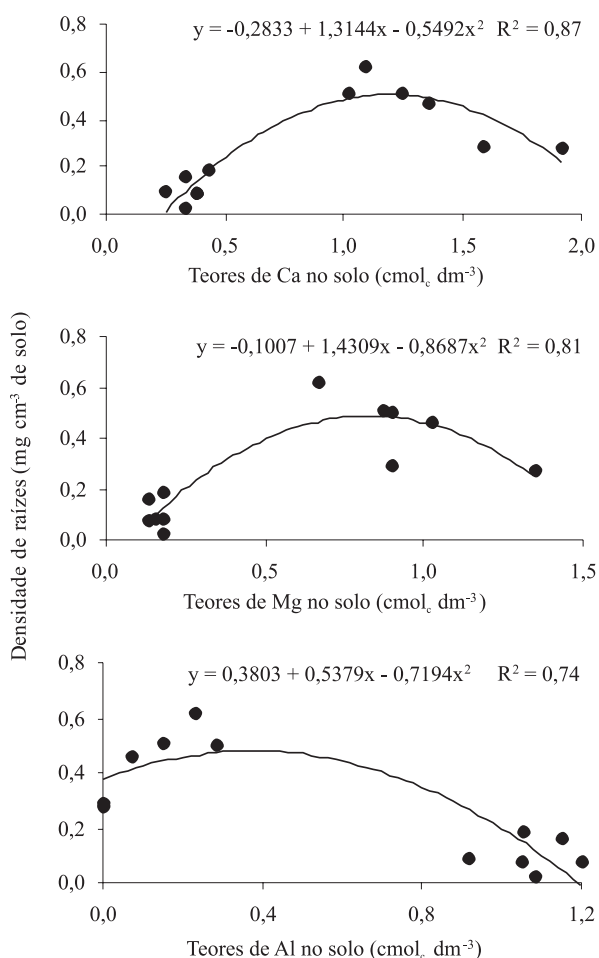 Densidade de raízes (mg cm⁻³ de solo)
y = -0,2833 + 1,3144x - 0,5492x² R² = 0,87
0,8
0,6
0,4
0,2
0,0
0,0 0,5 1,0 1,5 2,0
Teores de Ca no solo (cmol꜀ dm⁻³)
y = -0,1007 + 1,4309x - 0,8687x² R² = 0,81
0,8
0,6
0,4
0,2
0,0
0,0 0,5 1,0 1,5
Teores de Mg no solo (cmol꜀ dm⁻³)
y = 0,3803 + 0,5379x - 0,7194x² R² = 0,74
0,8
0,6
0,4
0,2
0,0
0,0 0,4 0,8 1,2
Teores de Al no solo (cmol꜀ dm⁻³)